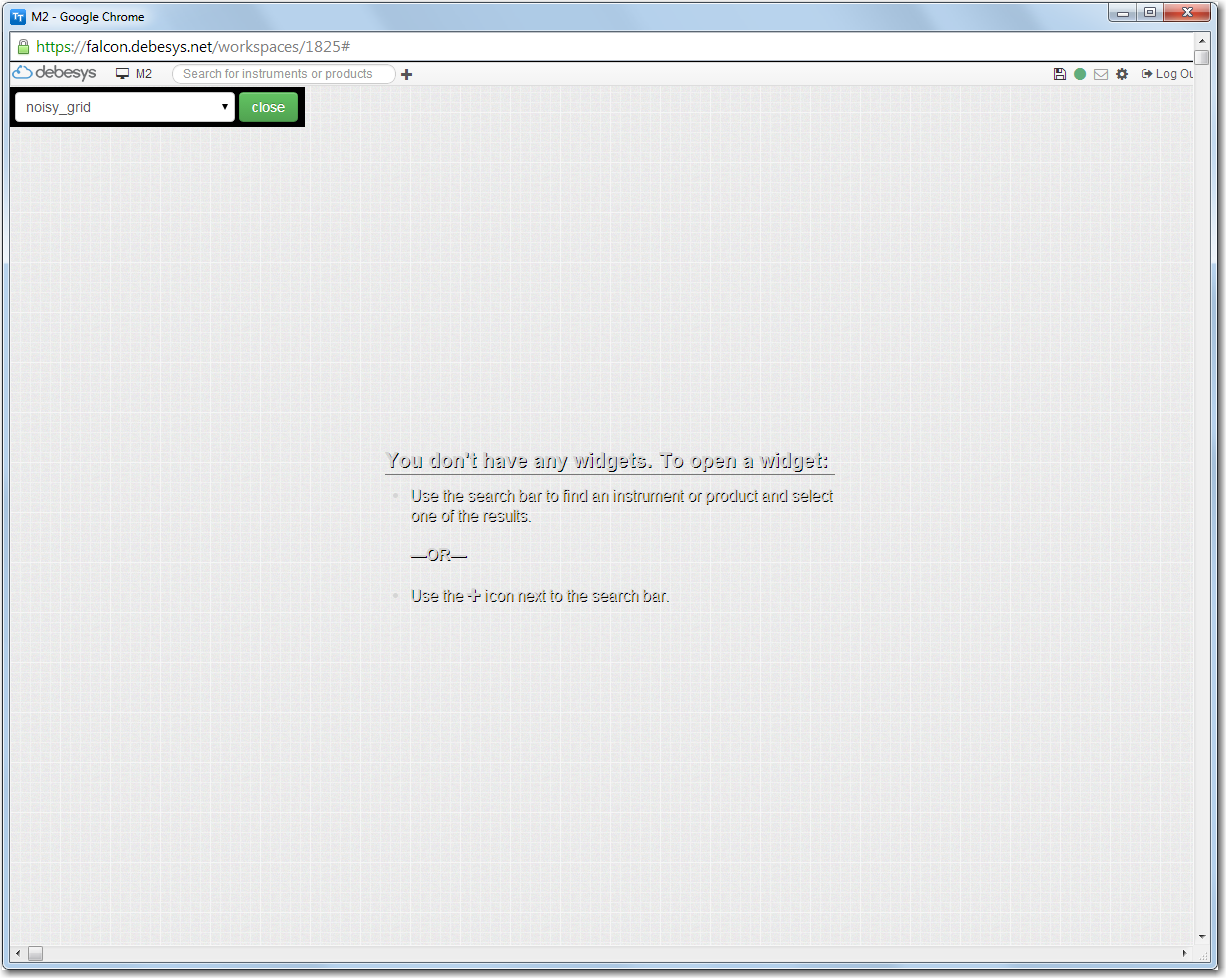 M2 - Google Chrome
https://falcon.debesys.net/workspaces/1825#
debesys M2 Search for instruments or products Log Ou
noisy_grid close
You don't have any widgets. To open a widget:
Use the search bar to find an instrument or product and select
one of the results.
—OR—
Use the + icon next to the search bar.